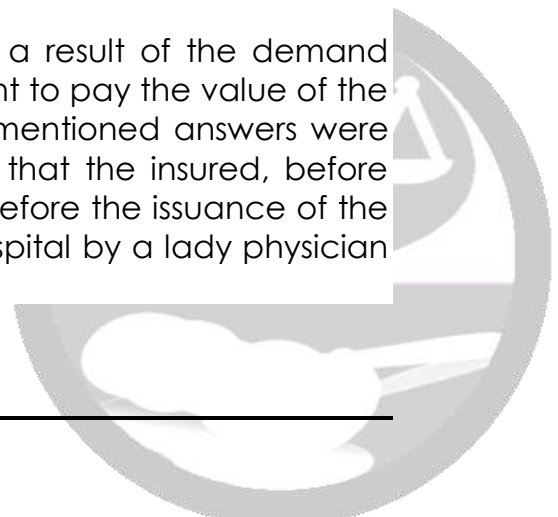 a result of the demand
nt to pay the value of the
mentioned answers were
that the insured, before
efore the issuance of the
spital by a lady physician